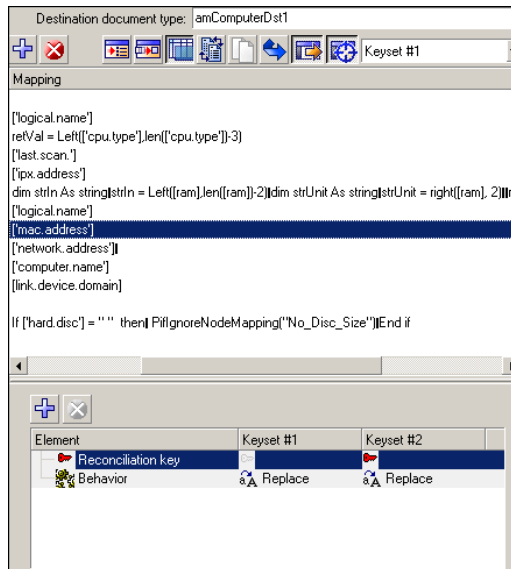 Destination document type: amComputerDst1
Keyset #1
Mapping
['logical.name']
retVal = Left(['cpu.type'],len(['cpu.type'])-3)
['last.scan.']
['ipx.address']
dim strIn As string|strIn = Left([ram],len([ram])-2)|dim strUnit As string|strUnit = right([ram], 2)||
['logical.name']
['mac.address']
['network.address']|
['computer.name']
[link.device.domain]
If ['hard.disc'] = " " then| PifIgnoreNodeMapping("No_Disc_Size")|End if
Element Keyset #1 Keyset #2
Reconciliation key
Behavior Replace Replace